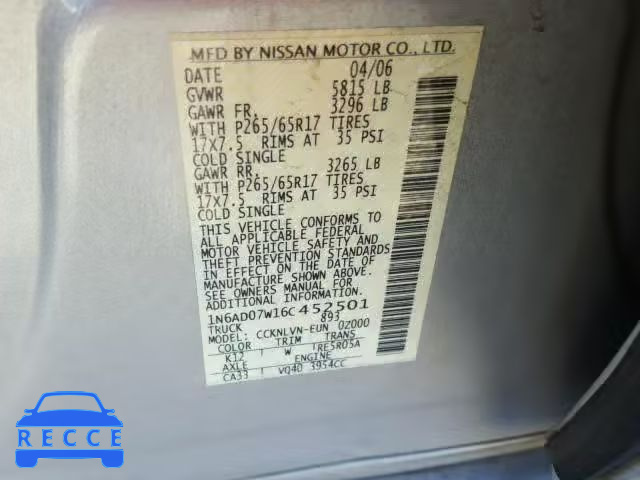 MFD BY NISSAN MOTOR CO., LTD.
DATE 04/06
GVWR 5815 LB
GAWR FR. 3296 LB
WITH P265/65R17 TIRES
17X7.5 RIMS AT 35 PSI
COLD SINGLE
GAWR RR. 3265 LB
WITH P265/65R17 TIRES
17X7.5 RIMS AT 35 PSI
COLD SINGLE
THIS VEHICLE CONFORMS TO
ALL APPLICABLE FEDERAL
MOTOR VEHICLE SAFETY AND
THEFT PREVENTION STANDARDS
IN EFFECT ON THE DATE OF
MANUFACTURE SHOWN ABOVE.
SEE OWNERS MANUAL FOR
ADDITIONAL INFORMATION
1N6AD07W16C452501
TRUCK 893
MODEL: CCKNLVN-EUN 0Z000
COLOR TRIM TRANS
K12 W RE5R05A
AXLE ENGINE
CA33 VQ40 3954CC
RECCE